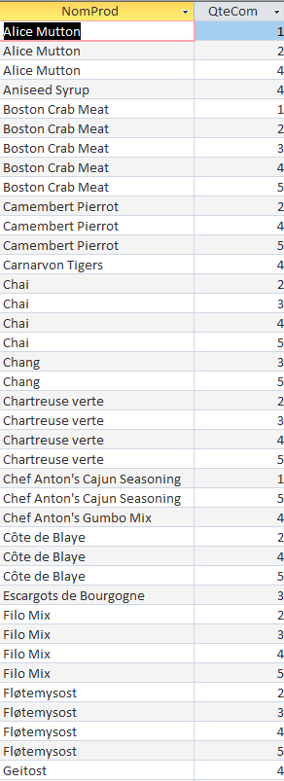 NomProd QteCom
Alice Mutton 1
Alice Mutton 2
Alice Mutton 4
Aniseed Syrup 4
Boston Crab Meat 1
Boston Crab Meat 2
Boston Crab Meat 3
Boston Crab Meat 4
Boston Crab Meat 5
Camembert Pierrot 2
Camembert Pierrot 4
Camembert Pierrot 5
Carnarvon Tigers 4
Chai 2
Chai 3
Chai 4
Chai 5
Chang 3
Chang 5
Chartreuse verte 2
Chartreuse verte 3
Chartreuse verte 4
Chartreuse verte 5
Chef Anton's Cajun Seasoning 1
Chef Anton's Cajun Seasoning 5
Chef Anton's Gumbo Mix 4
Côte de Blaye 2
Côte de Blaye 4
Côte de Blaye 5
Escargots de Bourgogne 3
Filo Mix 2
Filo Mix 3
Filo Mix 4
Filo Mix 5
Fløtemysost 2
Fløtemysost 3
Fløtemysost 4
Fløtemysost 5
Geitost 4